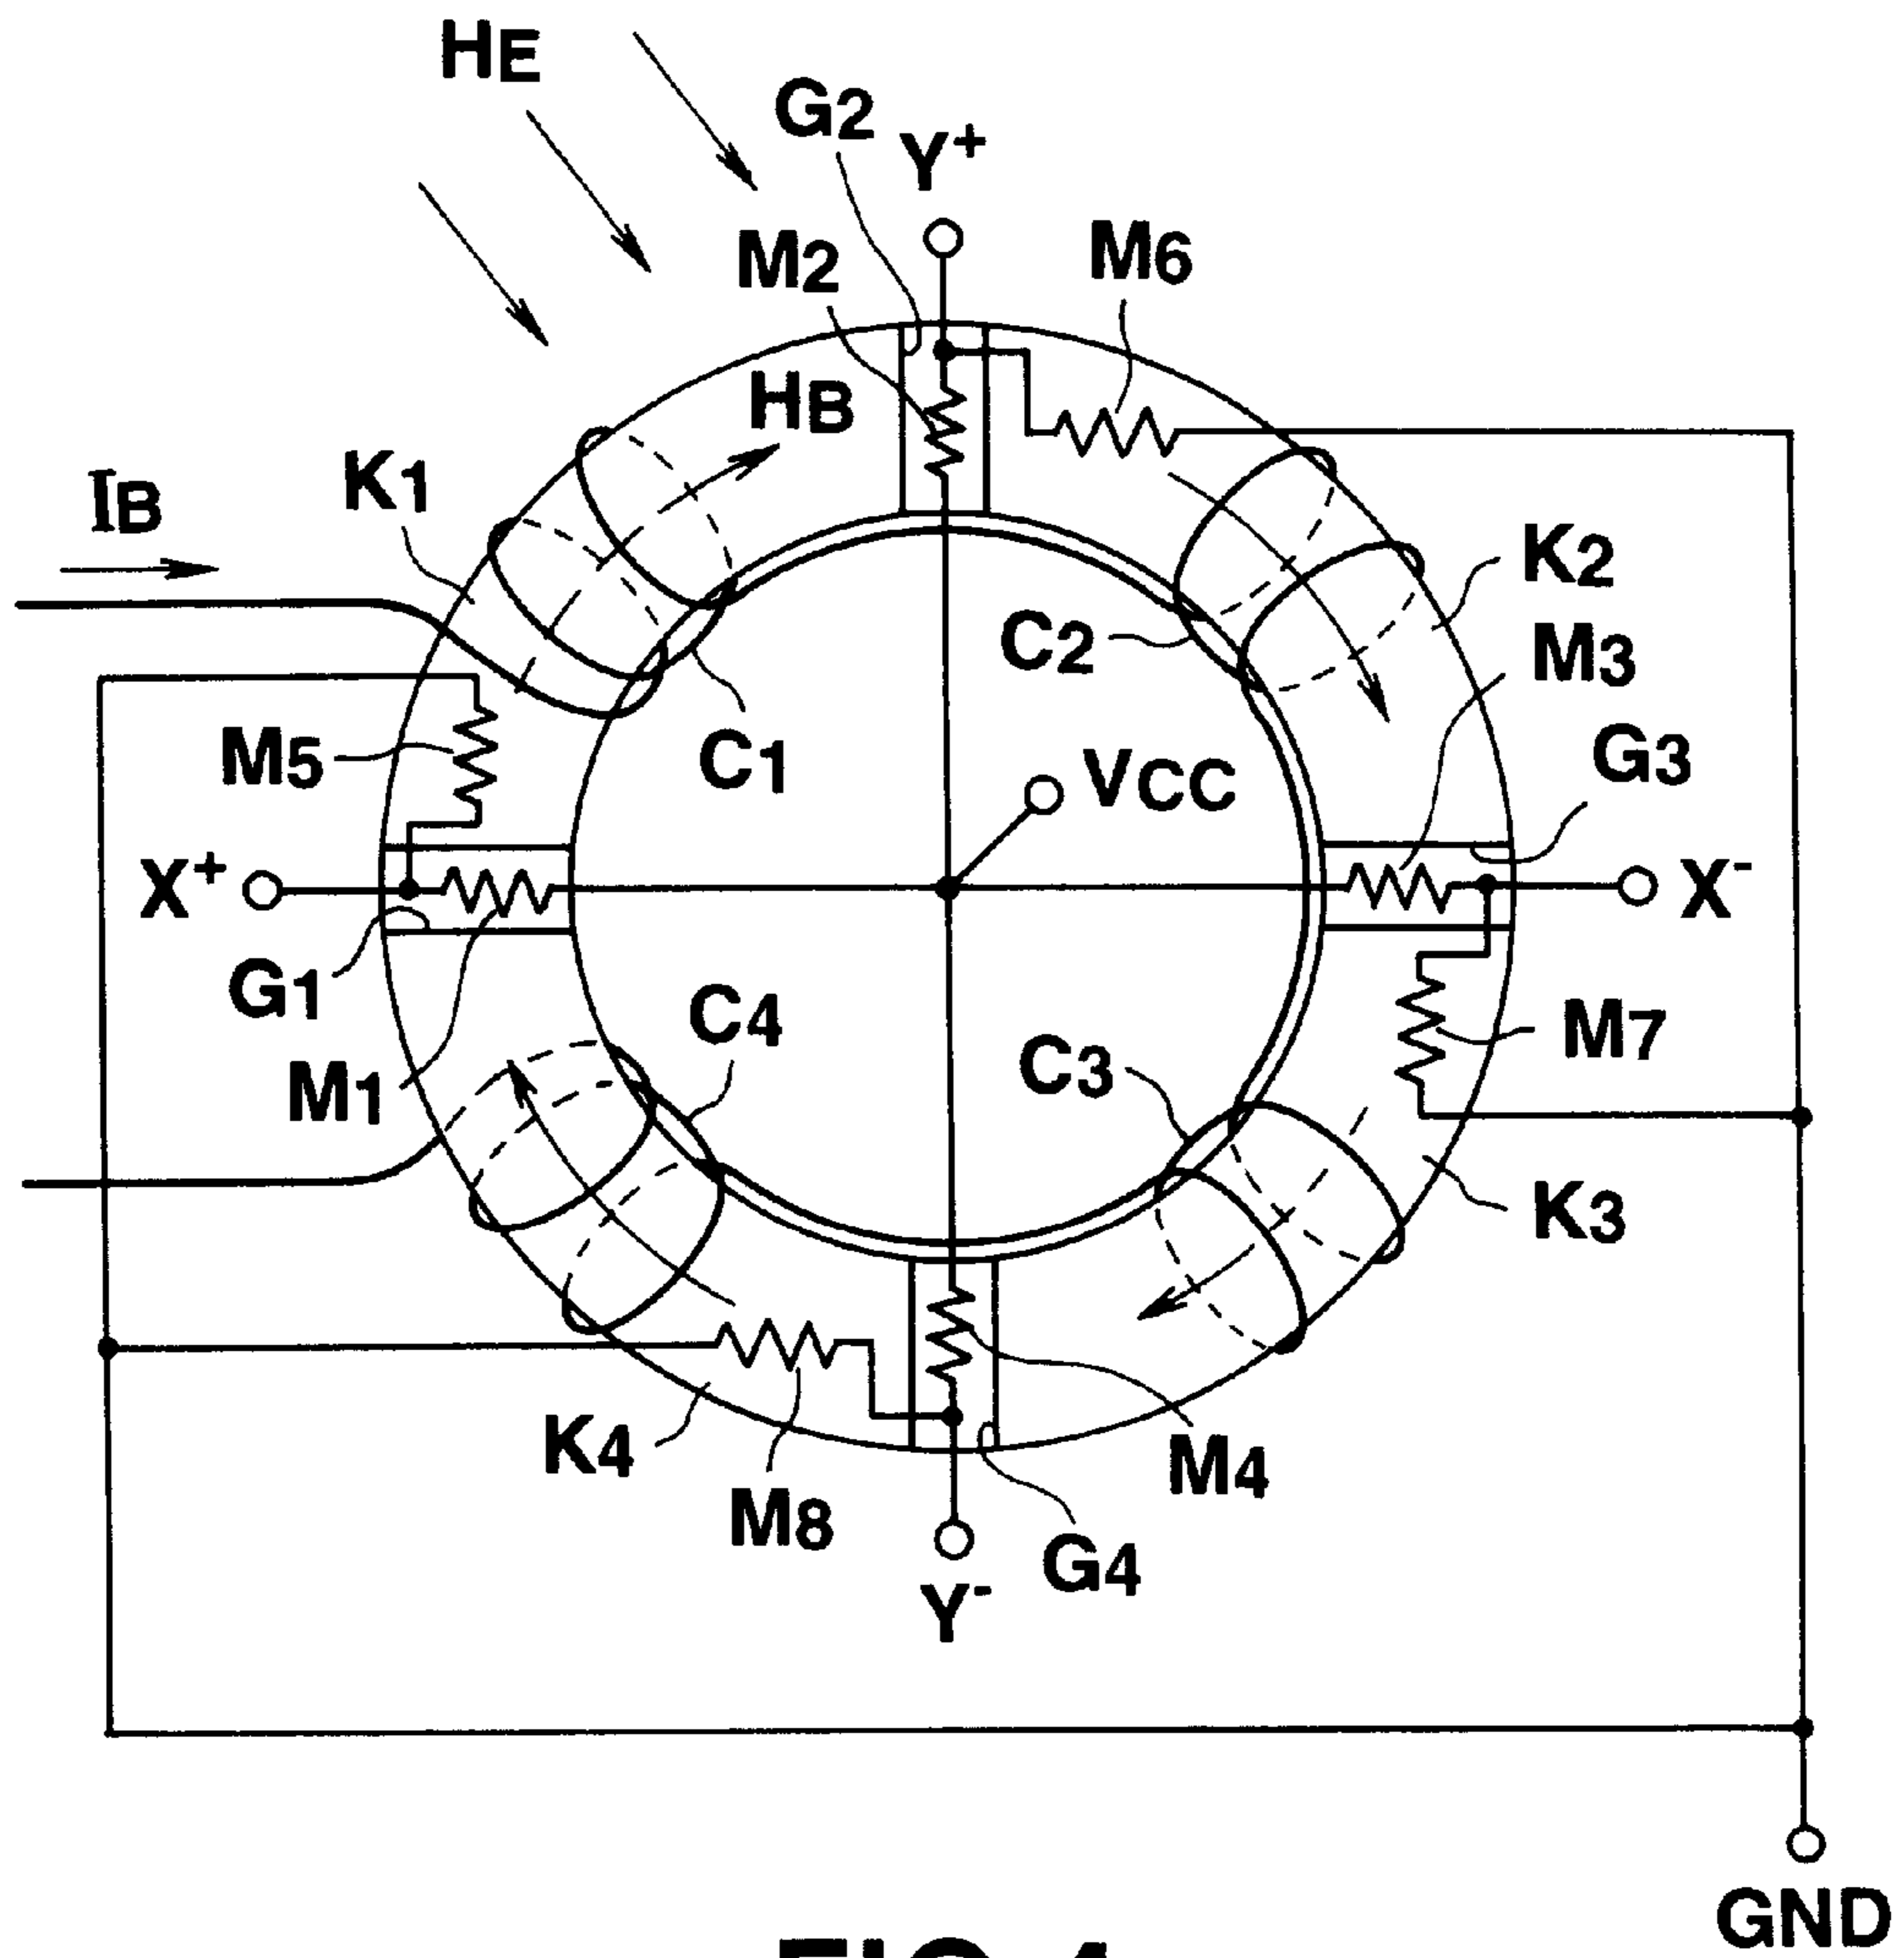 HE
G2
Y+
M2
M6
HB
K1
IB
K2
C2
M3
M5
C1
VCC
G3
X+
X-
G1
C4
C3
M7
M1
K3
K4
M4
M8
G4
Y-
GND